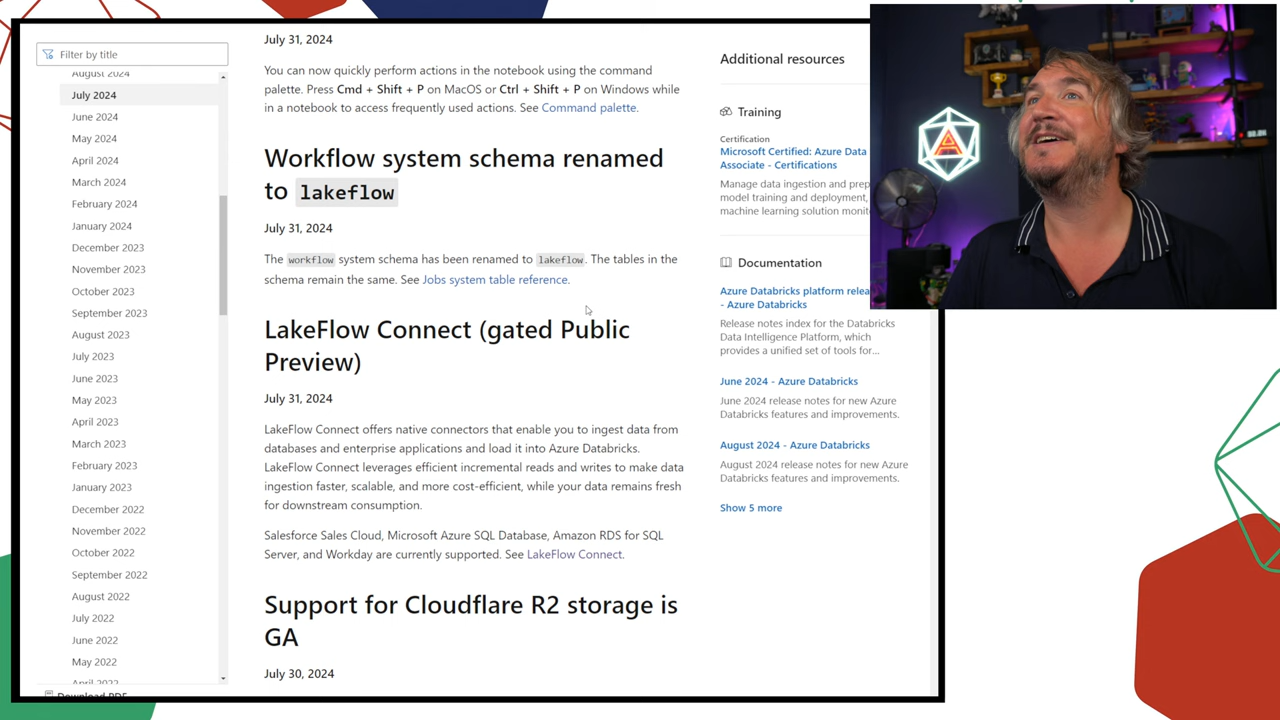 Filter by title
August 2024
July 2024
June 2024
May 2024
April 2024
March 2024
February 2024
January 2024
December 2023
November 2023
October 2023
September 2023
August 2023
July 2023
June 2023
May 2023
April 2023
March 2023
February 2023
January 2023
December 2022
November 2022
October 2022
September 2022
August 2022
July 2022
June 2022
May 2022
April 2022
Download PDF
July 31, 2024
You can now quickly perform actions in the notebook using the command
palette. Press Cmd + Shift + P on MacOS or Ctrl + Shift + P on Windows while
in a notebook to access frequently used actions. See Command palette.
Workflow system schema renamed
to lakeflow
July 31, 2024
The workflow system schema has been renamed to lakeflow. The tables in the
schema remain the same. See Jobs system table reference.
LakeFlow Connect (gated Public
Preview)
July 31, 2024
LakeFlow Connect offers native connectors that enable you to ingest data from
databases and enterprise applications and load it into Azure Databricks.
LakeFlow Connect leverages efficient incremental reads and writes to make data
ingestion faster, scalable, and more cost-efficient, while your data remains fresh
for downstream consumption.
Salesforce Sales Cloud, Microsoft Azure SQL Database, Amazon RDS for SQL
Server, and Workday are currently supported. See LakeFlow Connect.
Support for Cloudflare R2 storage is
GA
July 30, 2024
Additional resources
Training
Certification
Microsoft Certified: Azure Data
Associate - Certifications
Manage data ingestion and prep
model training and deployment,
machine learning solution monit
Documentation
Azure Databricks platform relea
- Azure Databricks
Release notes index for the Databricks
Data Intelligence Platform, which
provides a unified set of tools for...
June 2024 - Azure Databricks
June 2024 release notes for new Azure
Databricks features and improvements.
August 2024 - Azure Databricks
August 2024 release notes for new Azure
Databricks features and improvements.
Show 5 more